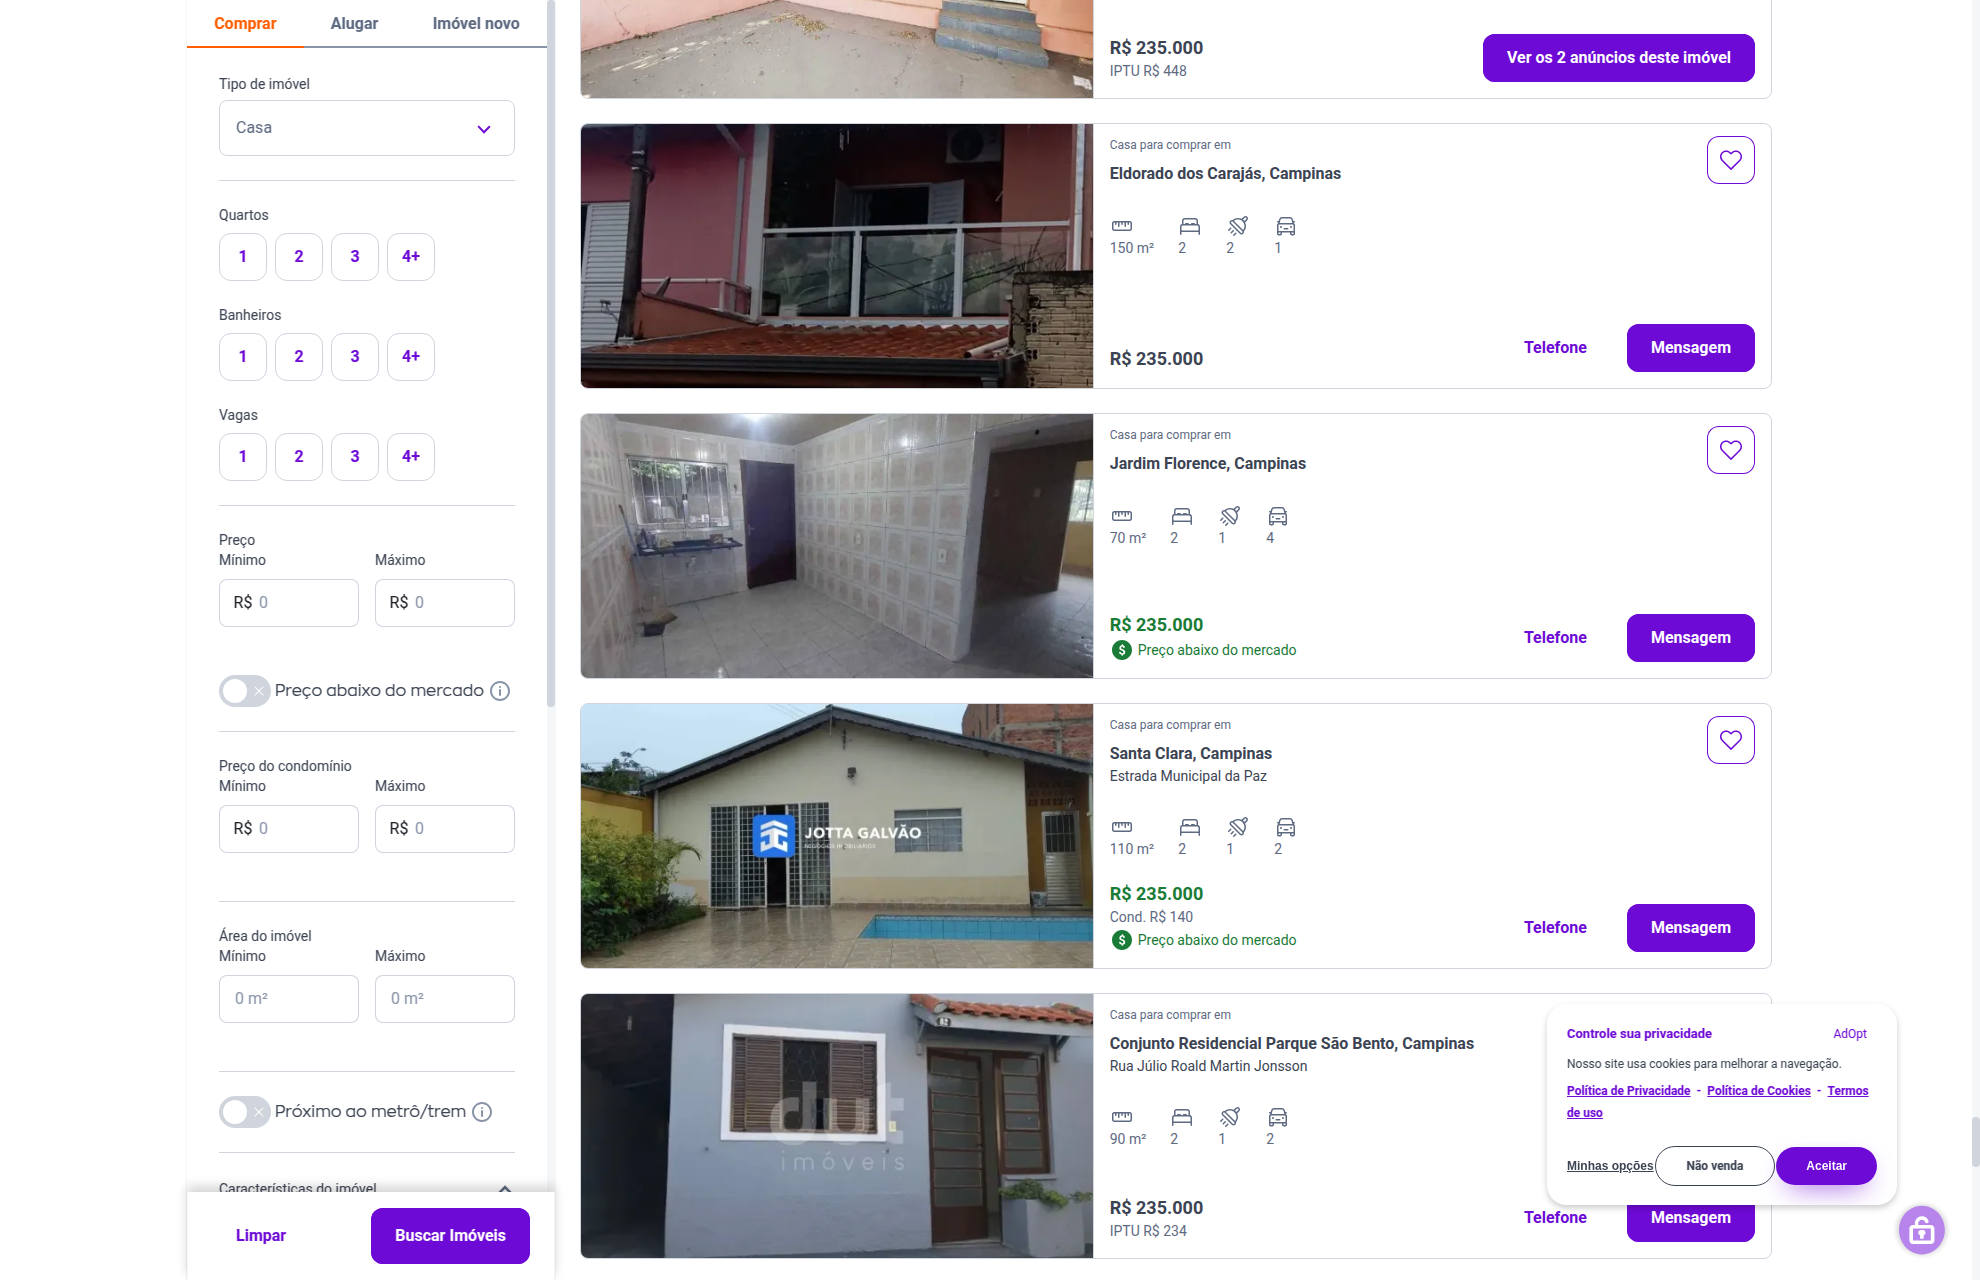 Comprar Alugar Imóvel novo
Tipo de imóvel
Casa
Quartos
1 2 3 4+
Banheiros
1 2 3 4+
Vagas
1 2 3 4+
Preço
Mínimo Máximo
R$ 0 R$ 0
Preço abaixo do mercado
Preço do condomínio
Mínimo Máximo
R$ 0 R$ 0
Área do imóvel
Mínimo Máximo
0 m² 0 m²
Próximo ao metrô/trem
Características do imóvel
Limpar Buscar Imóveis
R$ 235.000
IPTU R$ 448
Ver os 2 anúncios deste imóvel
Casa para comprar em
Eldorado dos Carajás, Campinas
150 m² 2 2 1
R$ 235.000
Telefone Mensagem
Casa para comprar em
Jardim Florence, Campinas
70 m² 2 1 4
R$ 235.000
Preço abaixo do mercado
Telefone Mensagem
JOTTA GALVÃO
NEGÓCIOS IMOBILIÁRIOS
Casa para comprar em
Santa Clara, Campinas
Estrada Municipal da Paz
110 m² 2 1 2
R$ 235.000
Cond. R$ 140
Preço abaixo do mercado
Telefone Mensagem
dut
imóveis
Casa para comprar em
Conjunto Residencial Parque São Bento, Campinas
Rua Júlio Roald Martin Jonsson
90 m² 2 1 2
R$ 235.000
IPTU R$ 234
Telefone Mensagem
Controle sua privacidade AdOpt
Nosso site usa cookies para melhorar a navegação.
Política de Privacidade - Política de Cookies - Termos
de uso
Minhas opções Não venda Aceitar